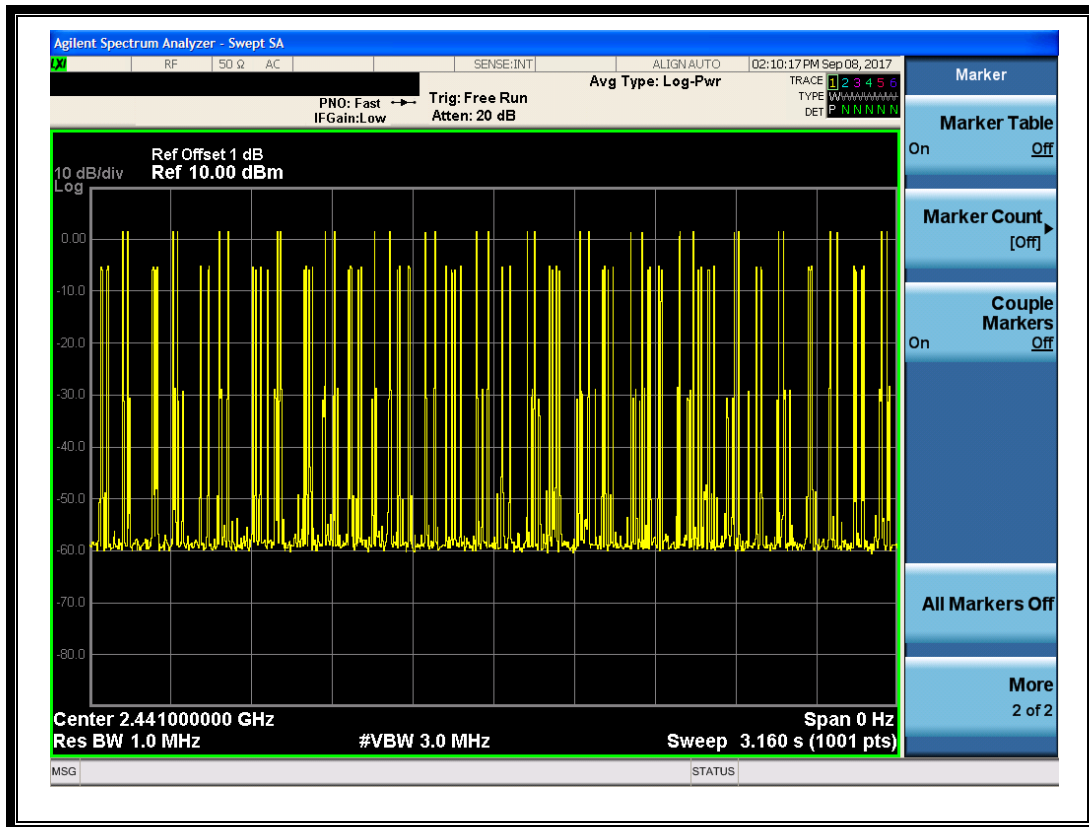 Agilent Spectrum Analyzer - Swept SA
LXI RF 50 Ω AC SENSE:INT ALIGN AUTO 02:10:17 PM Sep 08, 2017
Marker
Avg Type: Log-Pwr
TRACE 1 2 3 4 5 6
PNO: Fast Trig: Free Run
TYPE
IFGain:Low Atten: 20 dB
DET P N N N N N
Marker Table
On Off
Ref Offset 1 dB
10 dB/div Ref 10.00 dBm
Log
Marker Count
[Off]
0.00
-10.0
Couple
Markers
On Off
-20.0
-30.0
-40.0
-50.0
-60.0
-70.0
All Markers Off
-80.0
More
2 of 2
Center 2.441000000 GHz Span 0 Hz
Res BW 1.0 MHz #VBW 3.0 MHz Sweep 3.160 s (1001 pts)
MSG STATUS